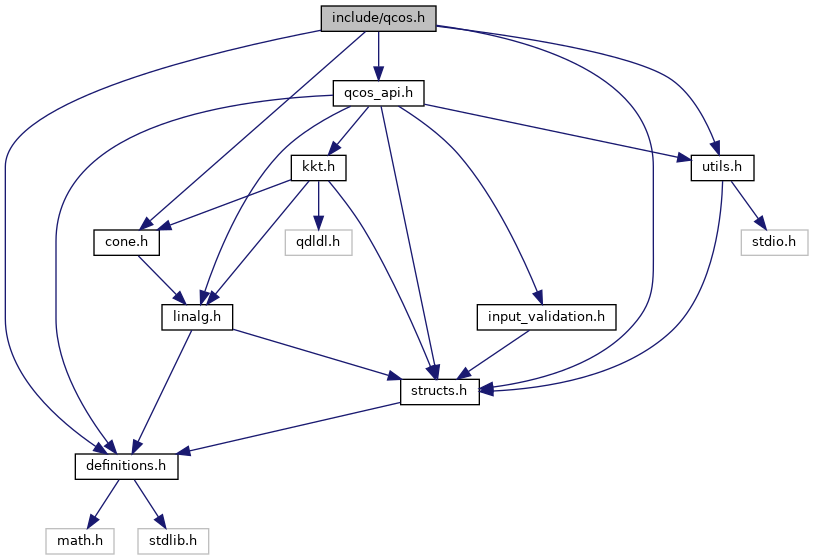 include/qcos.h
qcos_api.h
kkt.h
utils.h
cone.h
qdldl.h
stdio.h
linalg.h
input_validation.h
structs.h
definitions.h
math.h
stdlib.h